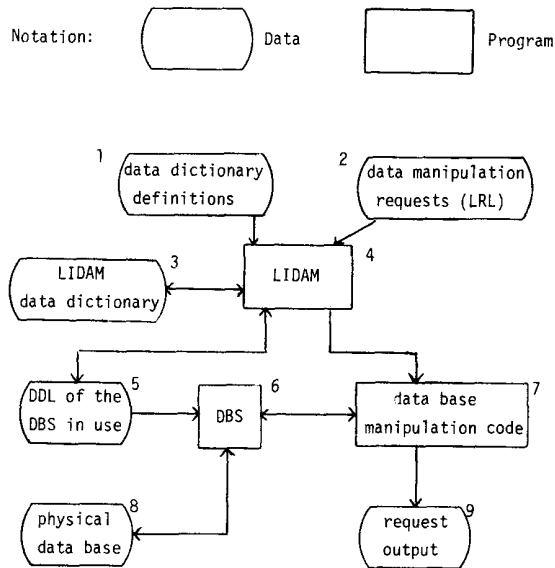 Notation:
Data
Program
1
data dictionary
definitions
2
data manipulation
requests (LRL)
3
LIDAM
data dictionary
4
LIDAM
5
DDL of the
DBS in use
6
DBS
7
data base
manipulation code
8
physical
data base
9
request
output